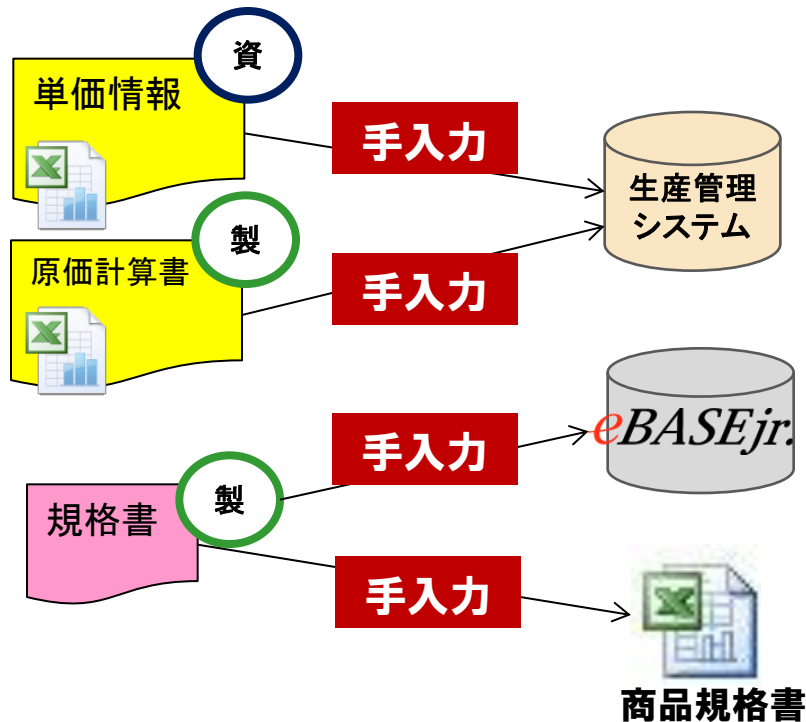 資
単価情報
手入力
生産管理
システム
製
原価計算書
手入力
手入力
eBASEjr.
製
規格書
手入力
商品規格書